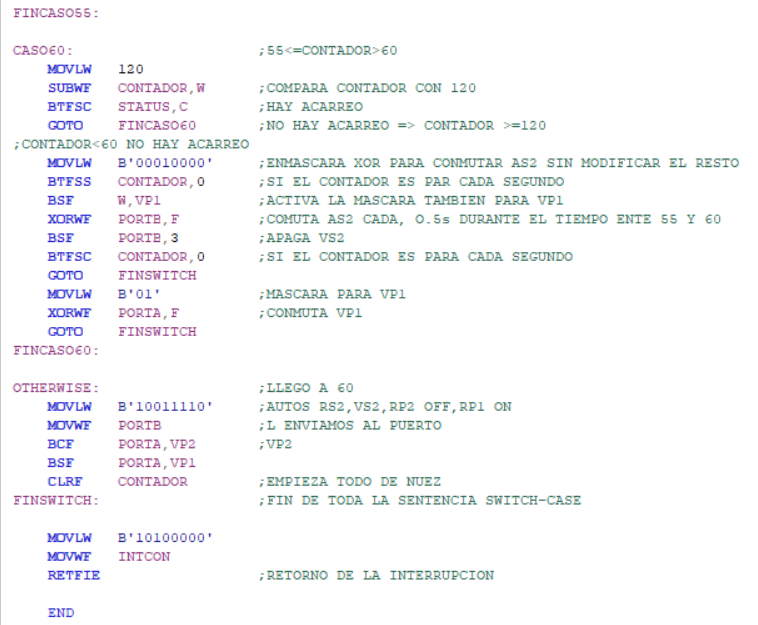 FINCASO55:

CASO60:                         ;55<=CONTADOR>60
    MOVLW   120
    SUBWF   CONTADOR,W      ;COMPARA CONTADOR CON 120
    BTFSC   STATUS,C        ;HAY ACARREO
    GOTO    FINCASO60       ;NO HAY ACARREO => CONTADOR >=120
;CONTADOR<60 NO HAY ACARREO
    MOVLW   B'00010000'     ;ENMASCARA XOR PARA CONMUTAR AS2 SIN MODIFICAR EL RESTO
    BTFSS   CONTADOR,0      ;SI EL CONTADOR ES PAR CADA SEGUNDO
    BSF     W,VP1           ;ACTIVA LA MASCARA TAMBIEN PARA VP1
    XORWF   PORTB,F         ;COMUTA AS2 CADA, 0.5s DURANTE EL TIEMPO ENTE 55 Y 60
    BSF     PORTB,3         ;APAGA VS2
    BTFSC   CONTADOR,0      ;SI EL CONTADOR ES PARA CADA SEGUNDO
    GOTO    FINSWITCH
    MOVLW   B'01'           ;MASCARA PARA VP1
    XORWF   PORTA,F         ;CONMUTA VP1
    GOTO    FINSWITCH
FINCASO60:

OTHERWISE:                      ;LLEGO A 60
    MOVLW   B'10011110'     ;AUTOS RS2,VS2,RP2 OFF,RP1 ON
    MOVWF   PORTB           ;L ENVIAMOS AL PUERTO
    BCF     PORTA,VP2       ;VP2
    BSF     PORTA,VP1
    CLRF    CONTADOR        ;EMPIEZA TODO DE NUEZ
FINSWITCH:                      ;FIN DE TODA LA SENTENCIA SWITCH-CASE

    MOVLW   B'10100000'
    MOVWF   INTCON
    RETFIE                  ;RETORNO DE LA INTERRUPCION

    END